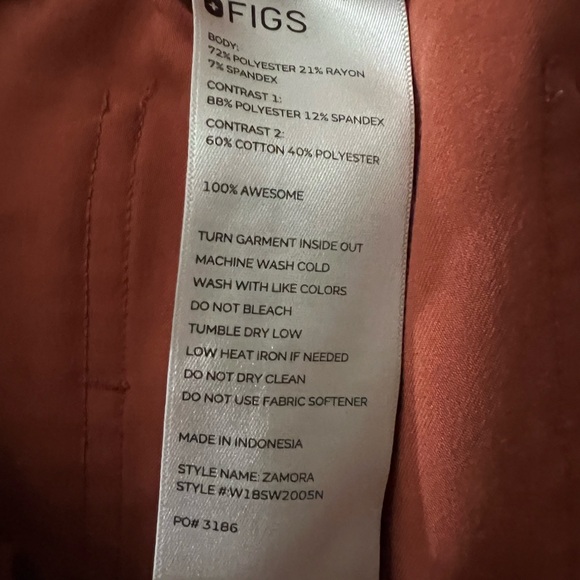 FIGS
BODY:
72% POLYESTER 21% RAYON
7% SPANDEX
CONTRAST 1:
88% POLYESTER 12% SPANDEX
CONTRAST 2:
60% COTTON 40% POLYESTER
100% AWESOME
TURN GARMENT INSIDE OUT
MACHINE WASH COLD
WASH WITH LIKE COLORS
DO NOT BLEACH
TUMBLE DRY LOW
LOW HEAT IRON IF NEEDED
DO NOT DRY CLEAN
DO NOT USE FABRIC SOFTENER
MADE IN INDONESIA
STYLE NAME: ZAMORA
STYLE #:W18SW2005N
PO# 3186